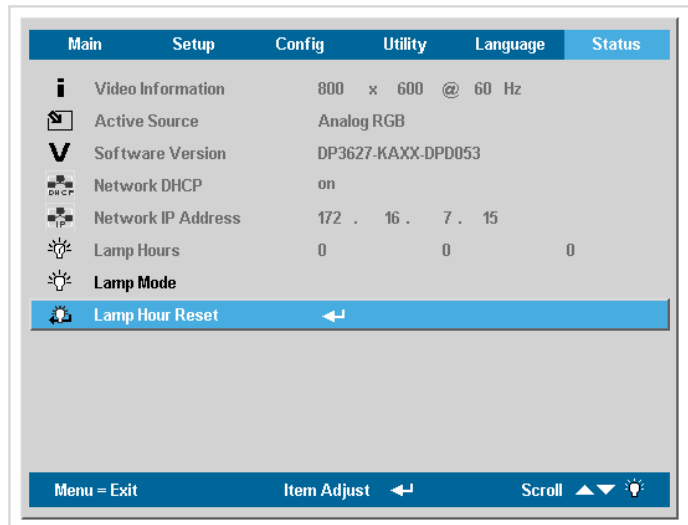 Main Setup Config Utility Language Status
i Video Information 800 x 600 @ 60 Hz
Active Source Analog RGB
V Software Version DP3627-KAXX-DPD053
DHCP Network DHCP on
IP Network IP Address 172 . 16 . 7 . 15
Lamp Hours 0 0 0
Lamp Mode
Lamp Hour Reset
Menu = Exit Item Adjust Scroll